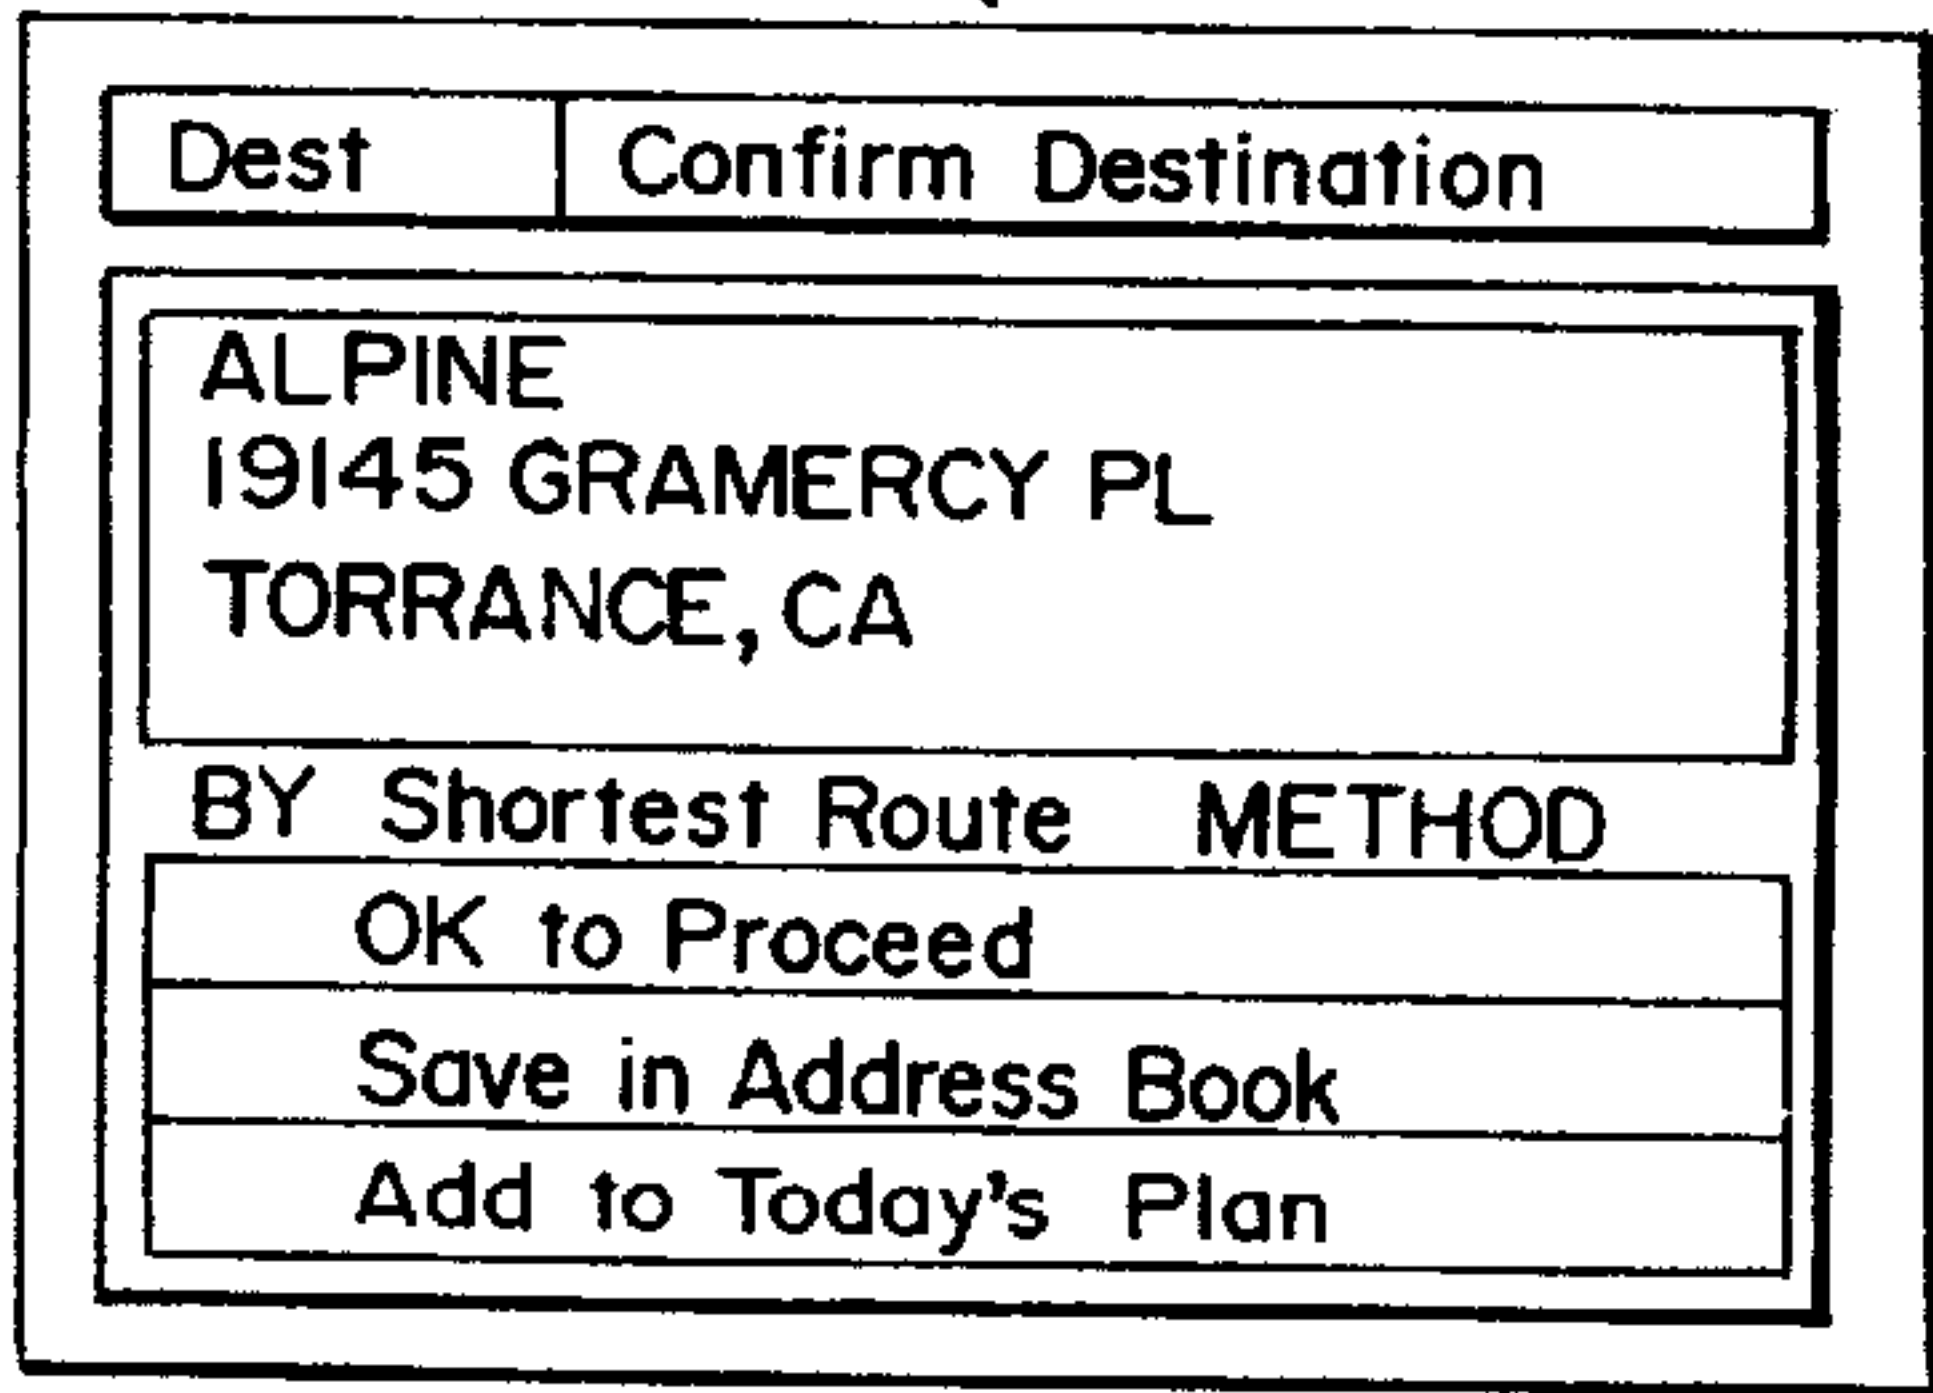 Dest Confirm Destination
ALPINE
19145 GRAMERCY PL
TORRANCE, CA
BY Shortest Route METHOD
OK to Proceed
Save in Address Book
Add to Today's Plan